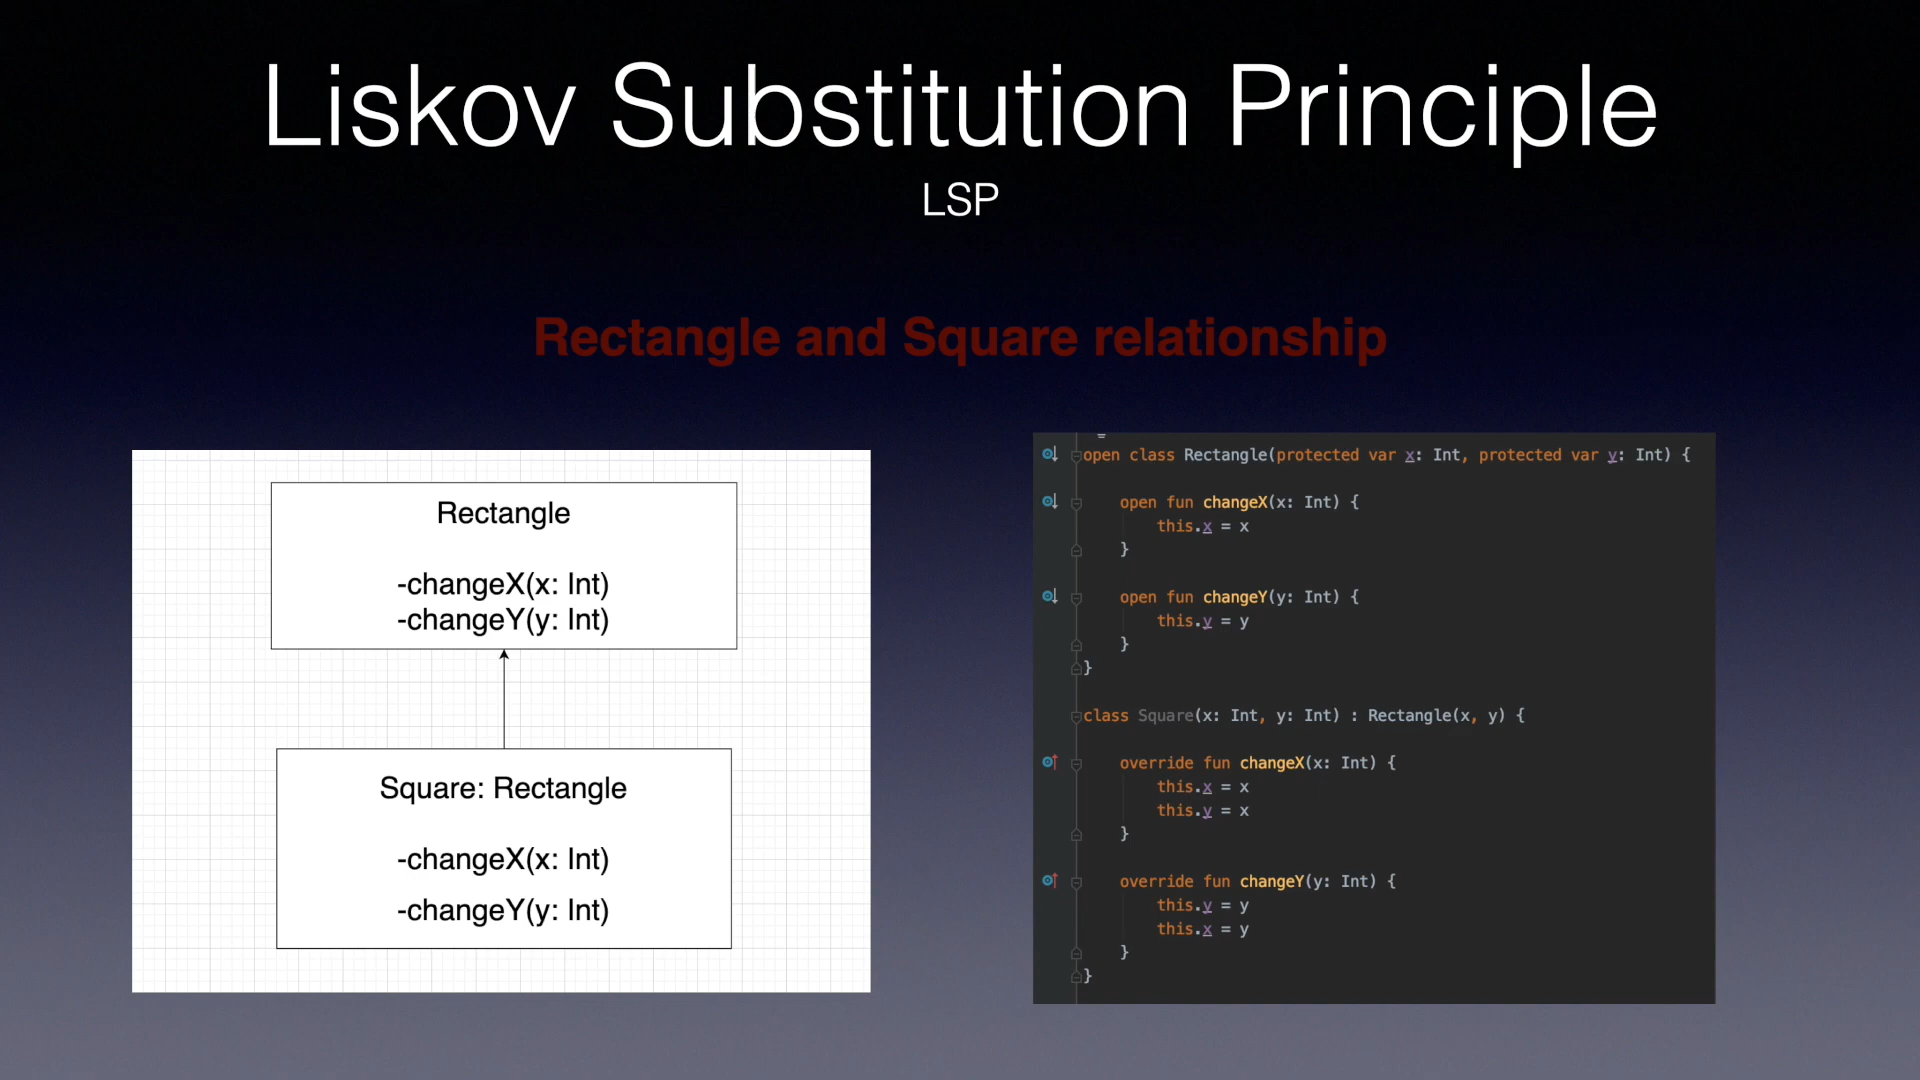 Liskov Substitution Principle
LSP
Rectangle and Square relationship
Rectangle
-changeX(x: Int)
-changeY(y: Int)
Square: Rectangle
-changeX(x: Int)
-changeY(y: Int)
open class Rectangle(protected var x: Int, protected var y: Int) {
open fun changeX(x: Int) {
this.x = x
}
open fun changeY(y: Int) {
this.y = y
}
}
class Square(x: Int, y: Int) : Rectangle(x, y) {
override fun changeX(x: Int) {
this.x = x
this.y = x
}
override fun changeY(y: Int) {
this.y = y
this.x = y
}
}